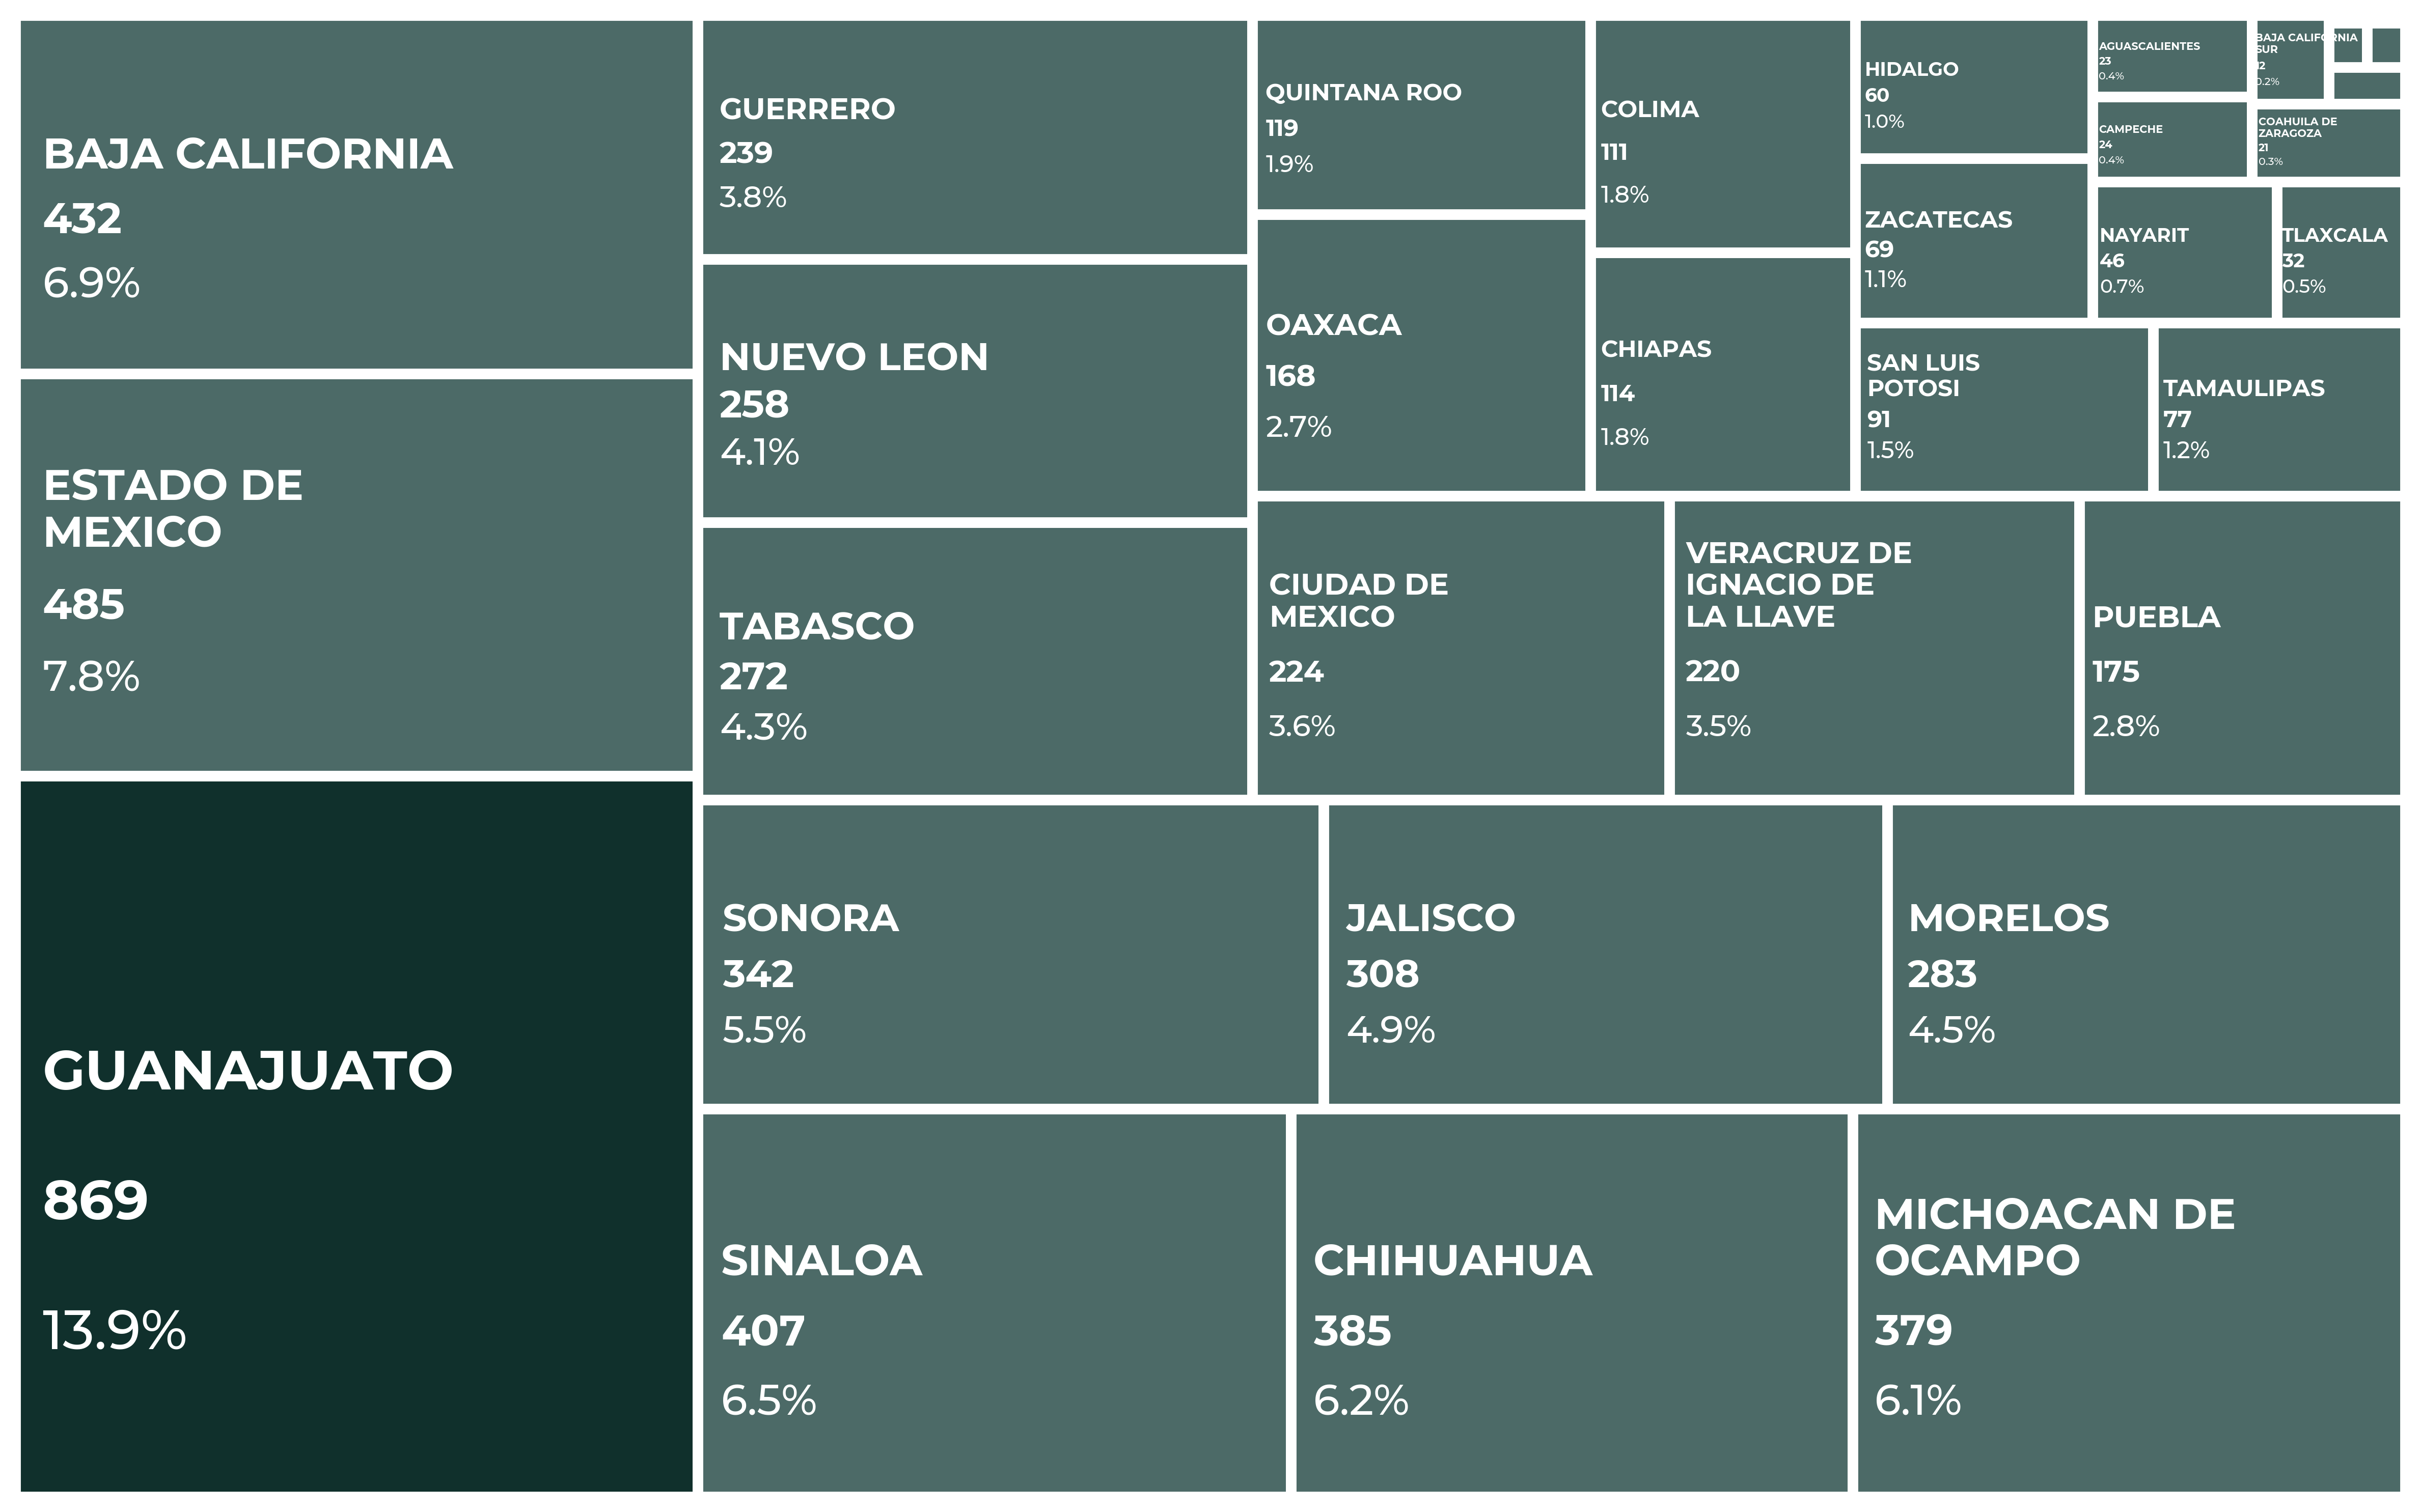 BAJA CALIFORNIA
432
6.9%
ESTADO DE
MEXICO
485
7.8%
GUANAJUATO
869
13.9%
GUERRERO
239
3.8%
NUEVO LEON
258
4.1%
TABASCO
272
4.3%
SONORA
342
5.5%
SINALOA
407
6.5%
QUINTANA ROO
119
1.9%
OAXACA
168
2.7%
COLIMA
111
1.8%
CHIAPAS
114
1.8%
HIDALGO
60
1.0%
ZACATECAS
69
1.1%
AGUASCALIENTES
23
0.4%
CAMPECHE
24
0.4%
BAJA CALIFORNIA
SUR
12
0.2%
COAHUILA DE
ZARAGOZA
21
0.3%
NAYARIT
46
0.7%
TLAXCALA
32
0.5%
SAN LUIS
POTOSI
91
1.5%
TAMAULIPAS
77
1.2%
CIUDAD DE
MEXICO
224
3.6%
VERACRUZ DE
IGNACIO DE
LA LLAVE
220
3.5%
PUEBLA
175
2.8%
JALISCO
308
4.9%
MORELOS
283
4.5%
CHIHUAHUA
385
6.2%
MICHOACAN DE
OCAMPO
379
6.1%